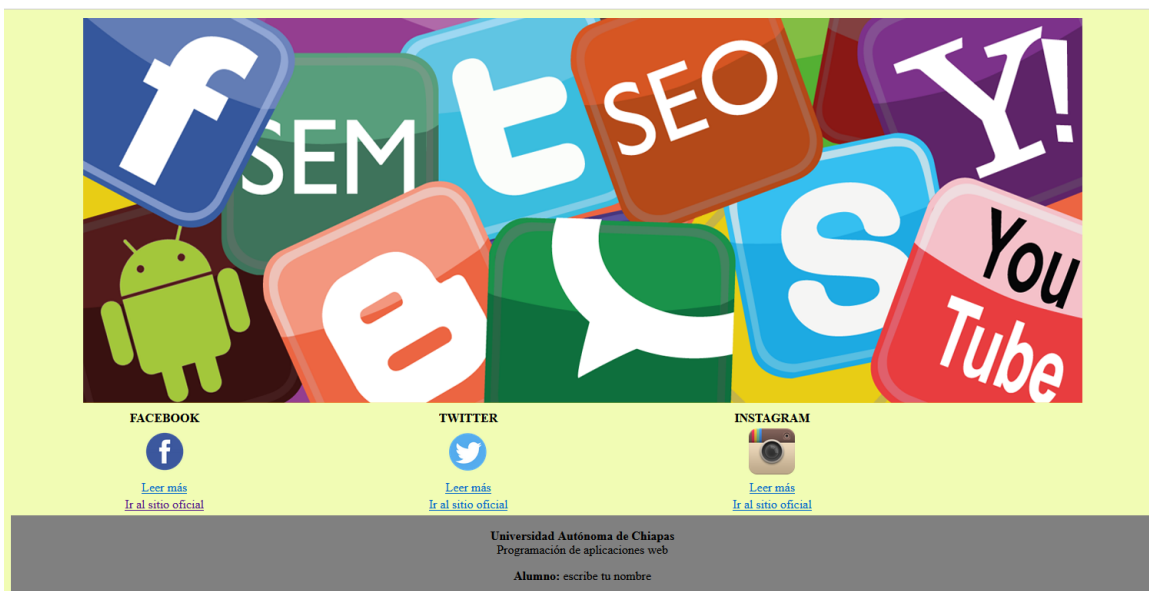 f
SEM
t
SEO
Y!
B
S
You
Tube
FACEBOOK
TWITTER
INSTAGRAM
f
Leer más
Leer más
Leer más
Ir al sitio oficial
Ir al sitio oficial
Ir al sitio oficial
Universidad Autónoma de Chiapas
Programación de aplicaciones web
Alumno: escribe tu nombre